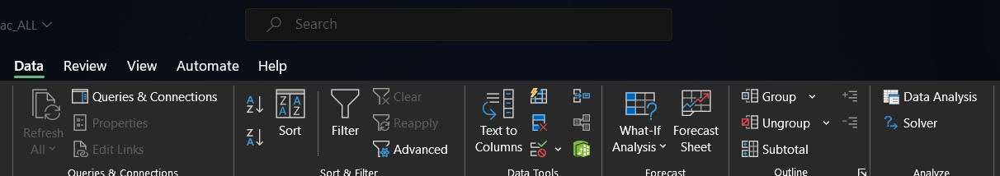 ac_ALL
Search
Data Review View Automate Help
Refresh All
Queries & Connections
Properties
Edit Links
Queries & Connections
Sort
Filter
Clear
Reapply
Advanced
Sort & Filter
Text to
Columns
Data Tools
What-If
Analysis
Forecast
Sheet
Forecast
Group
Ungroup
Subtotal
Outline
Data Analysis
Solver
Analyze